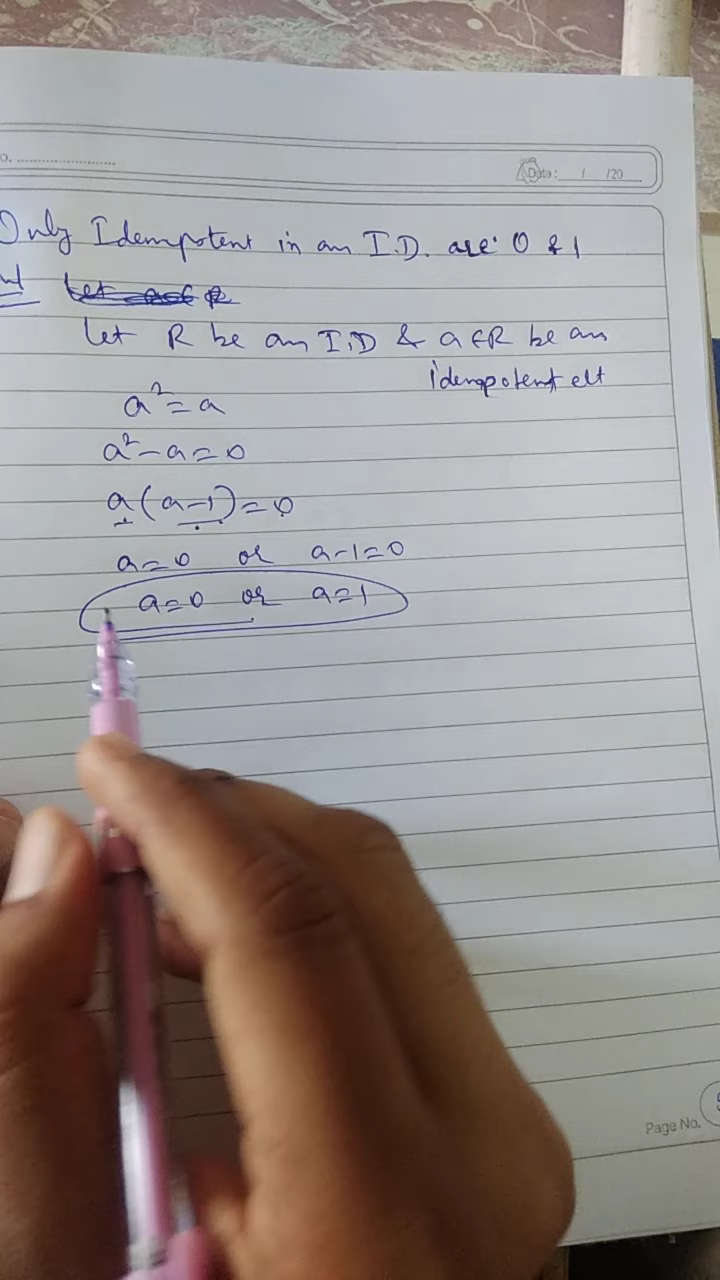 o. ........................
Date: / /20
Only Idempotent in an I.D. are 0 & 1
Let R be an I.D & a ∈ R be an
idempotent elt
a² = a
a² - a = 0
a (a-1) = 0
a = 0 or a-1=0
a=0 or a=1
Page No.